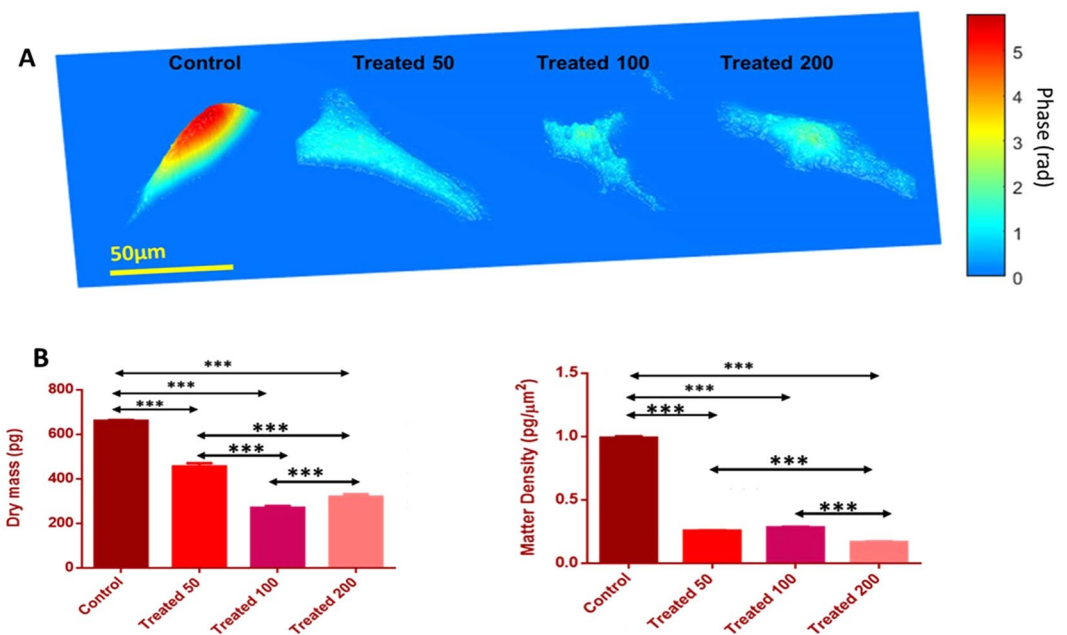 A
Control
Treated 50
Treated 100
Treated 200
50µm
5
4
3
2
1
0
Phase (rad)
B
Dry mass (pg)
800
600
400
200
0
***
***
***
***
***
***
Control
Treated 50
Treated 100
Treated 200
Matter Density (pg/µm²)
1.5
1.0
0.5
0.0
***
***
***
***
***
Control
Treated 50
Treated 100
Treated 200